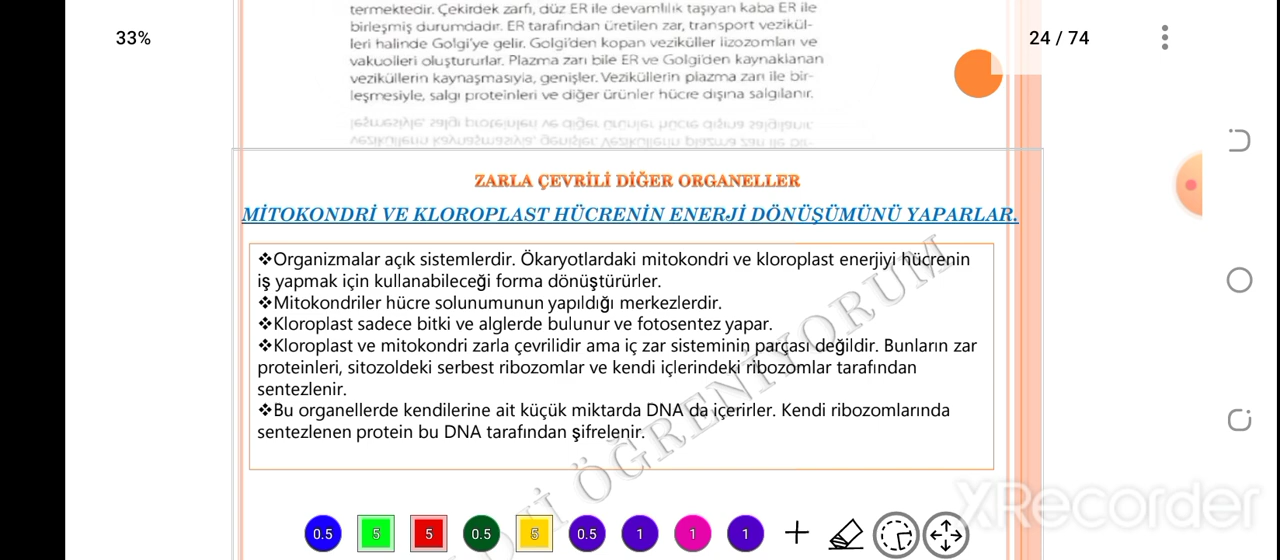 termektedir. Çekirdek zarfı, düz ER ile devamlılık taşıyan kaba ER ile
33%
birleşmiş durumdadır. ER tarafından üretilen zar, transport vezikül-
24 / 74
leri halinde Golgi'ye gelir. Golgi'den kopan veziküller lizozomları ve
vakuolleri oluştururlar. Plazma zarı bile ER ve Golgi'den kaynaklanan
veziküllerin kaynaşmasıyla, genişler. Veziküllerin plazma zarı ile bir-
leşmesiyle, salgı proteinleri ve diğer ürünler hücre dışına salgılanır.
ZARLA ÇEVRİLİ DİĞER ORGANELLER
MİTOKONDRİ VE KLOROPLAST HÜCRENİN ENERJİ DÖNÜŞÜMÜNÜ YAPARLAR.
❖Organizmalar açık sistemlerdir. Ökaryotlardaki mitokondri ve kloroplast enerjiyi hücrenin
iş yapmak için kullanabileceği forma dönüştürürler.
❖Mitokondriler hücre solunumunun yapıldığı merkezlerdir.
❖Kloroplast sadece bitki ve alglerde bulunur ve fotosentez yapar.
❖Kloroplast ve mitokondri zarla çevrilidir ama iç zar sisteminin parçası değildir. Bunların zar
proteinleri, sitozoldeki serbest ribozomlar ve kendi içlerindeki ribozomlar tarafından
sentezlenir.
❖Bu organellerde kendilerine ait küçük miktarda DNA da içerirler. Kendi ribozomlarında
sentezlenen protein bu DNA tarafından şifrelenir.
ÖĞRENİYORUM
XRecorder
0.5 5 5 0.5 5 0.5 1 1 1